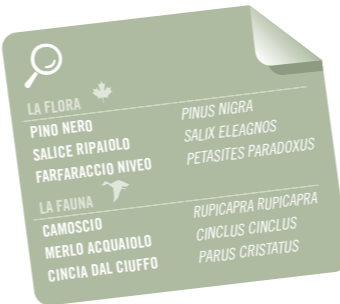 LA FLORA
PINO NERO PINUS NIGRA
SALICE RIPAIOLO SALIX ELEAGNOS
FARFARACCIO NIVEO PETASITES PARADOXUS
LA FAUNA
CAMOSCIO RUPICAPRA RUPICAPRA
MERLO ACQUAIOLO CINCLUS CINCLUS
CINCIA DAL CIUFFO PARUS CRISTATUS